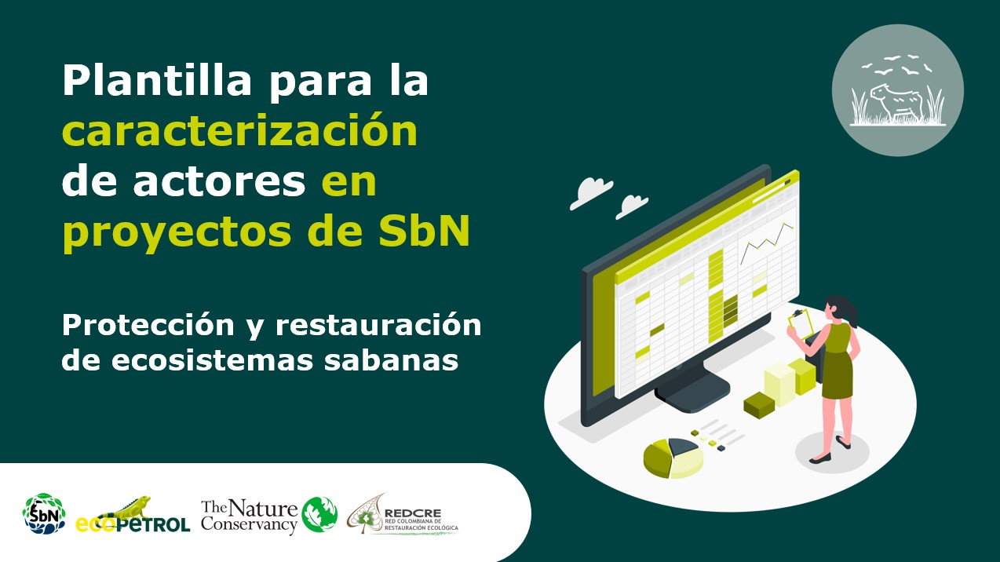 Plantilla para la
caracterización
de actores en
proyectos de SbN
Protección y restauración
de ecosistemas sabanas
SbN
ecoPETROL
The Nature
Conservancy
REDCRE
RED COLOMBIANA DE
RESTAURACIÓN ECOLÓGICA